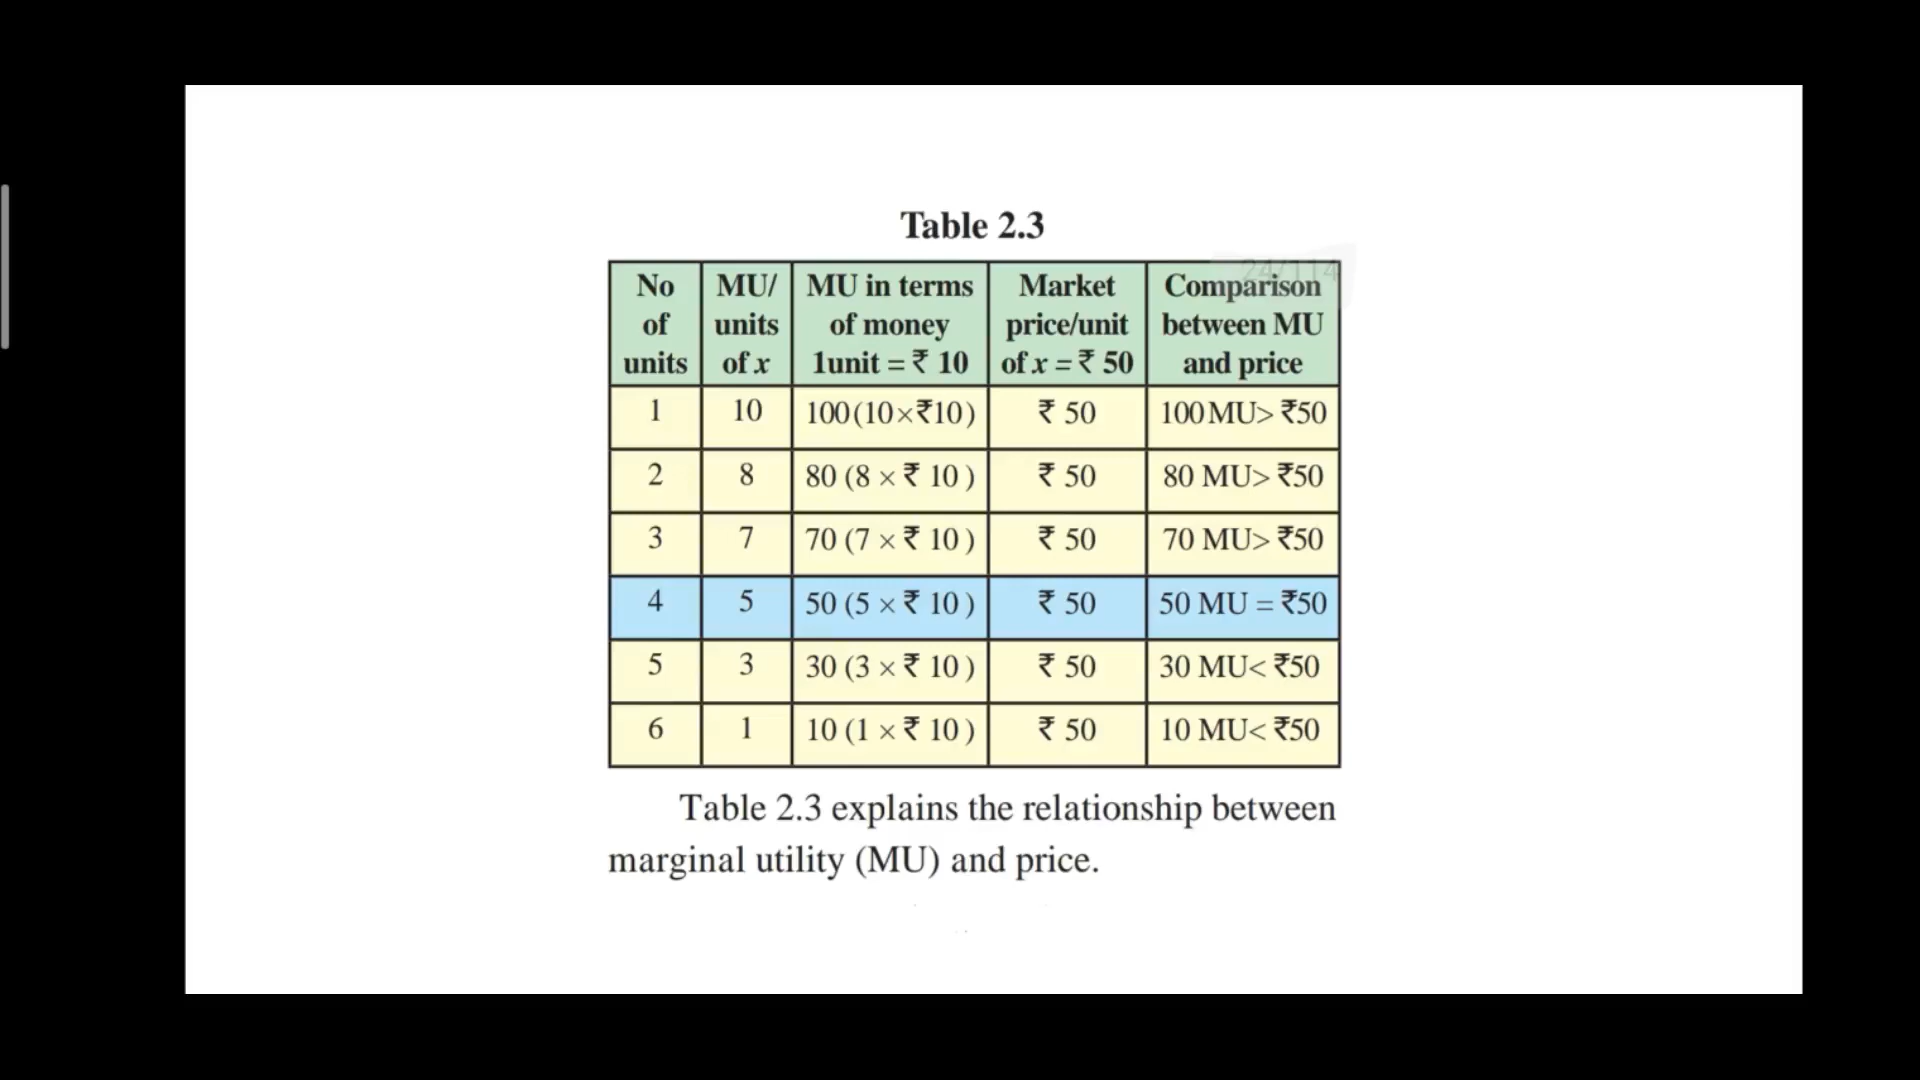 24/114
Table 2.3
No of units | MU/ units of x | MU in terms of money 1unit = ₹ 10 | Market price/unit of x = ₹ 50 | Comparison between MU and price
1 | 10 | 100 (10×₹10) | ₹ 50 | 100 MU> ₹50
2 | 8 | 80 (8 × ₹ 10 ) | ₹ 50 | 80 MU> ₹50
3 | 7 | 70 (7 × ₹ 10 ) | ₹ 50 | 70 MU> ₹50
4 | 5 | 50 (5 × ₹ 10 ) | ₹ 50 | 50 MU = ₹50
5 | 3 | 30 (3 × ₹ 10 ) | ₹ 50 | 30 MU< ₹50
6 | 1 | 10 (1 × ₹ 10 ) | ₹ 50 | 10 MU< ₹50
Table 2.3 explains the relationship between
marginal utility (MU) and price.